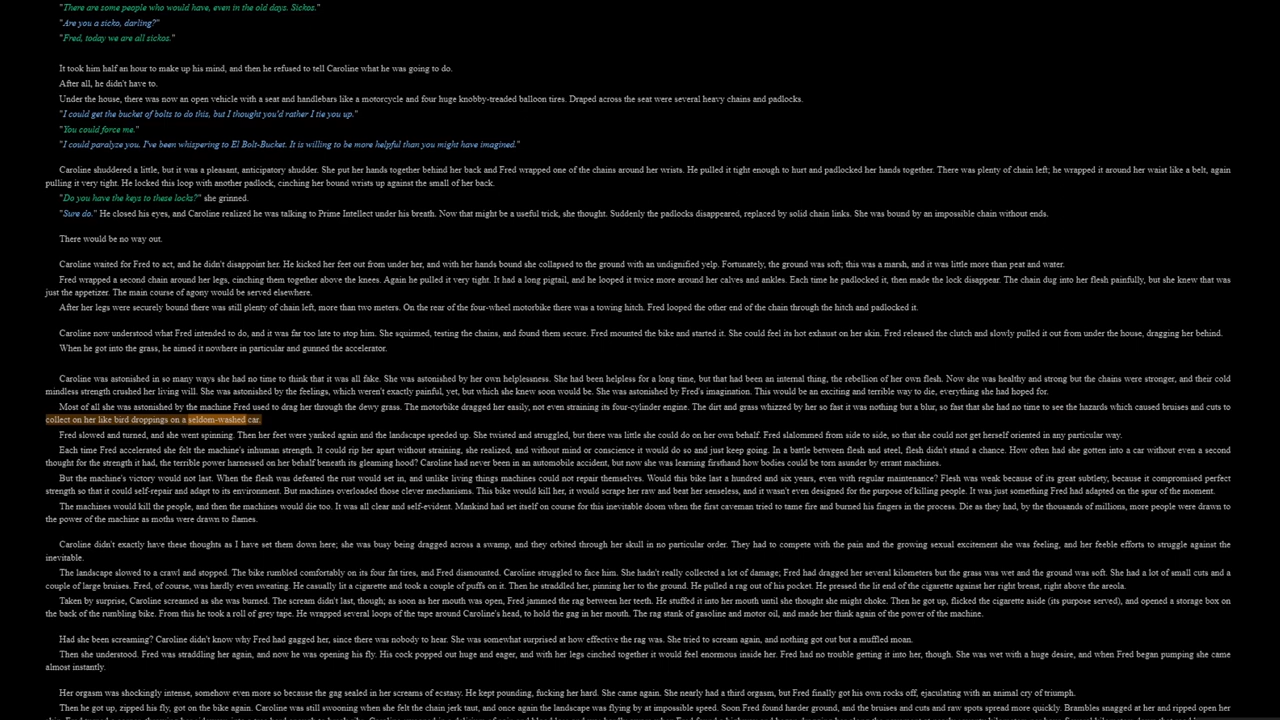 "There are some people who would have, even in the old days. Sickos."
"Are you a sicko, darling?"
"Fred, today we are all sickos."
It took him half an hour to make up his mind, and then he refused to tell Caroline what he was going to do.
After all, he didn't have to.
Under the house, there was now an open vehicle with a seat and handlebars like a motorcycle and four huge knobby-treaded balloon tires. Draped across the seat were several heavy chains and padlocks.
"I could get the bucket of bolts to do this, but I thought you'd rather I tie you up."
"You could force me."
"I could paralyze you. I've been whispering to El Bolt-Bucket. It is willing to be more helpful than you might have imagined."
Caroline shuddered a little, but it was a pleasant, anticipatory shudder. She put her hands together behind her back and Fred wrapped one of the chains around her wrists. He pulled it tight enough to hurt and padlocked her hands together. There was plenty of chain left; he wrapped it around her waist like a belt, again
pulling it very tight. He locked this loop with another padlock, cinching her bound wrists up against the small of her back.
"Do you have the keys to these locks?" she grinned.
"Sure do." He closed his eyes, and Caroline realized he was talking to Prime Intellect under his breath. Now that might be a useful trick, she thought. Suddenly the padlocks disappeared, replaced by solid chain links. She was bound by an impossible chain without ends.
There would be no way out.
Caroline waited for Fred to act, and he didn't disappoint her. He kicked her feet out from under her, and with her hands bound she collapsed to the ground with an undignified yelp. Fortunately, the ground was soft; this was a marsh, and it was little more than peat and water.
Fred wrapped a second chain around her legs, cinching them together above the knees. Again he pulled it very tight. It had a long pigtail, and he looped it twice more around her calves and ankles. Each time he padlocked it, then made the lock disappear. The chain dug into her flesh painfully, but she knew that was
just the appetizer. The main course of agony would be served elsewhere.
After her legs were securely bound there was still plenty of chain left, more than two meters. On the rear of the four-wheel motorbike there was a towing hitch. Fred looped the other end of the chain through the hitch and padlocked it.
Caroline now understood what Fred intended to do, and it was far too late to stop him. She squirmed, testing the chains, and found them secure. Fred mounted the bike and started it. She could feel its hot exhaust on her skin. Fred released the clutch and slowly pulled it out from under the house, dragging her behind.
When he got into the grass, he aimed it nowhere in particular and gunned the accelerator.
Caroline was astonished in so many ways she had no time to think that it was all fake. She was astonished by her own helplessness. She had been helpless for a long time, but that had been an internal thing, the rebellion of her own flesh. Now she was healthy and strong but the chains were stronger, and their cold
mindless strength crushed her living will. She was astonished by the feelings, which weren't exactly painful, yet, but which she knew soon would be. She was astonished by Fred's imagination. This would be an exciting and terrible way to die, everything she had hoped for.
Most of all she was astonished by the machine Fred used to drag her through the dewy grass. The motorbike dragged her easily, not even straining its four-cylinder engine. The dirt and grass whizzed by her so fast it was nothing but a blur, so fast that she had no time to see the hazards which caused bruises and cuts to
collect on her like bird droppings on a seldom-washed car.
Fred slowed and turned, and she went spinning. Then her feet were yanked again and the landscape speeded up. She twisted and struggled, but there was little she could do on her own behalf. Fred slalommed from side to side, so that she could not get herself oriented in any particular way.
Each time Fred accelerated she felt the machine's inhuman strength. It could rip her apart without straining, she realized, and without mind or conscience it would do so and just keep going. In a battle between flesh and steel, flesh didn't stand a chance. How often had she gotten into a car without even a second
thought for the strength it had, the terrible power harnessed on her behalf beneath its gleaming hood? Caroline had never been in an automobile accident, but now she was learning firsthand how bodies could be torn asunder by errant machines.
But the machine's victory would not last. When the flesh was defeated the rust would set in, and unlike living things machines could not repair themselves. Would this bike last a hundred and six years, even with regular maintenance? Flesh was weak because of its great subtlety, because it compromised perfect
strength so that it could self-repair and adapt to its environment. But machines overloaded those clever mechanisms. This bike would kill her, it would scrape her raw and beat her senseless, and it wasn't even designed for the purpose of killing people. It was just something Fred had adapted on the spur of the moment.
The machines would kill the people, and then the machines would die too. It was all clear and self-evident. Mankind had set itself on course for this inevitable doom when the first caveman tried to tame fire and burned his fingers in the process. Die as they had, by the thousands of millions, more people were drawn to
the power of the machine as moths were drawn to flames.
Caroline didn't exactly have these thoughts as I have set them down here; she was busy being dragged across a swamp, and they orbited through her skull in no particular order. They had to compete with the pain and the growing sexual excitement she was feeling, and her feeble efforts to struggle against the
inevitable.
The landscape slowed to a crawl and stopped. The bike rumbled comfortably on its four fat tires, and Fred dismounted. Caroline struggled to face him. She hadn't really collected a lot of damage; Fred had dragged her several kilometers but the grass was wet and the ground was soft. She had a lot of small cuts and a
couple of large bruises. Fred, of course, was hardly even sweating. He casually lit a cigarette and took a couple of puffs on it. Then he straddled her, pinning her to the ground. He pulled a rag out of his pocket. He pressed the lit end of the cigarette against her right breast, right above the areola.
Taken by surprise, Caroline screamed as she was burned. The scream didn't last, though; as soon as her mouth was open, Fred jammed the rag between her teeth. He stuffed it into her mouth until she thought she might choke. Then he got up, flicked the cigarette aside (its purpose served), and opened a storage box on
the back of the rumbling bike. From this he took a roll of grey tape. He wrapped several loops of the tape around Caroline's head, to hold the gag in her mouth. The rag stank of gasoline and motor oil, and made her think again of the power of the machine.
Had she been screaming? Caroline didn't know why Fred had gagged her, since there was nobody to hear. She was somewhat surprised at how effective the rag was. She tried to scream again, and nothing got out but a muffled moan.
Then she understood. Fred was straddling her again, and now he was opening his fly. His cock popped out huge and eager, and with her legs cinched together it would feel enormous inside her. Fred had no trouble getting it into her, though. She was wet with a huge desire, and when Fred began pumping she came
almost instantly.
Her orgasm was shockingly intense, somehow even more so because the gag sealed in her screams of ecstasy. He kept pounding, fucking her hard. She came again. She nearly had a third orgasm, but Fred finally got his own rocks off, ejaculating with an animal cry of triumph.
Then he got up, zipped his fly, got on the bike again. Caroline was still swooning when she felt the chain jerk taut, and once again the landscape was flying by at impossible speed. Soon Fred found harder ground, and the bruises and cuts and raw spots spread more quickly. Brambles snagged at her and ripped open her